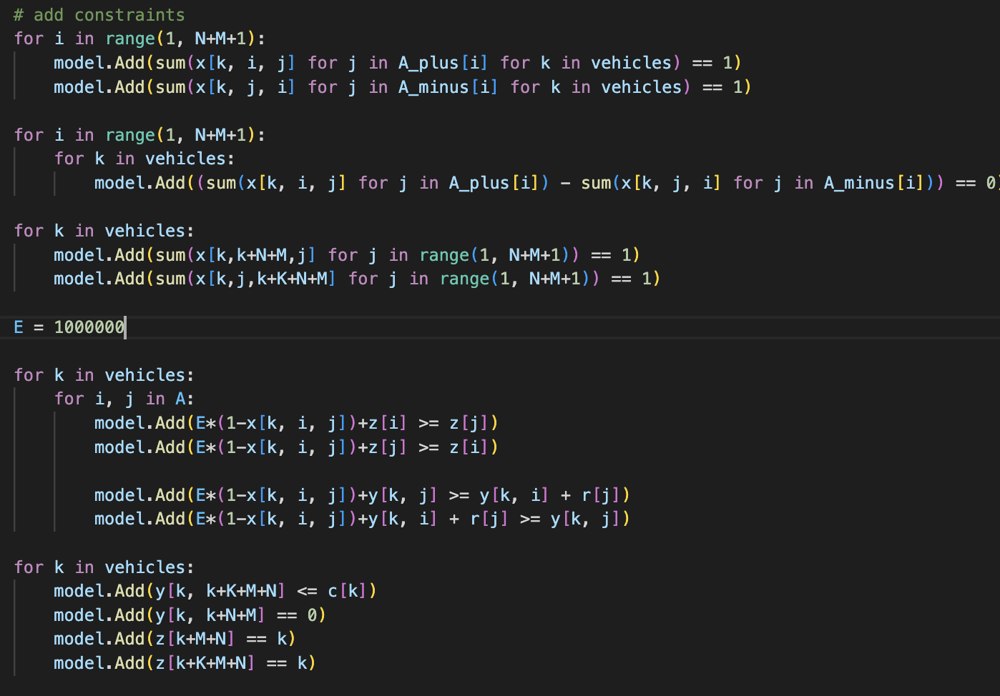 # add constraints
for i in range(1, N+M+1):
    model.Add(sum(x[k, i, j] for j in A_plus[i] for k in vehicles) == 1)
    model.Add(sum(x[k, j, i] for j in A_minus[i] for k in vehicles) == 1)

for i in range(1, N+M+1):
    for k in vehicles:
        model.Add((sum(x[k, i, j] for j in A_plus[i]) - sum(x[k, j, i] for j in A_minus[i])) == 0)

for k in vehicles:
    model.Add(sum(x[k,k+N+M,j] for j in range(1, N+M+1)) == 1)
    model.Add(sum(x[k,j,k+K+N+M] for j in range(1, N+M+1)) == 1)

E = 1000000

for k in vehicles:
    for i, j in A:
        model.Add(E*(1-x[k, i, j])+z[i] >= z[j])
        model.Add(E*(1-x[k, i, j])+z[j] >= z[i])

        model.Add(E*(1-x[k, i, j])+y[k, j] >= y[k, i] + r[j])
        model.Add(E*(1-x[k, i, j])+y[k, i] + r[j] >= y[k, j])

for k in vehicles:
    model.Add(y[k, k+K+M+N] <= c[k])
    model.Add(y[k, k+N+M] == 0)
    model.Add(z[k+M+N] == k)
    model.Add(z[k+K+M+N] == k)